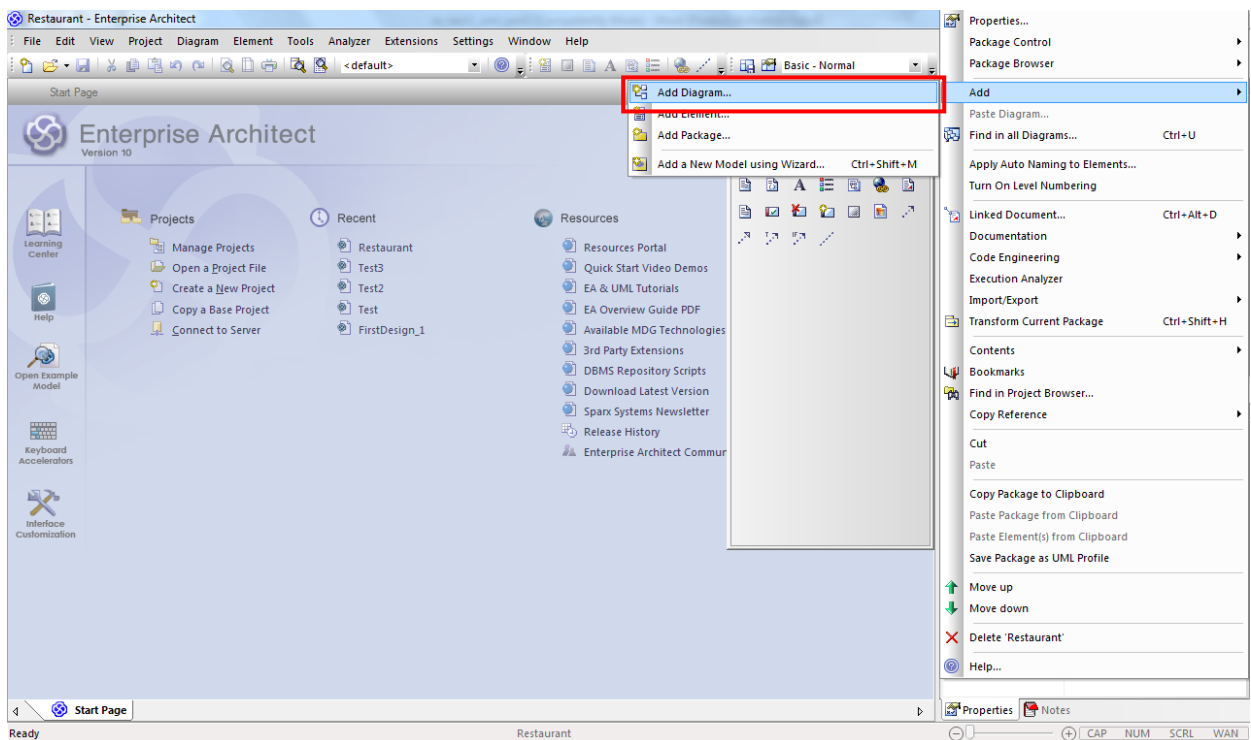 Restaurant - Enterprise Architect
File Edit View Project Diagram Element Tools Analyzer Extensions Settings Window Help
<default>
Basic - Normal
Start Page
Enterprise Architect
Version 10
Learning
Center
Help
Open Example
Model
Keyboard
Accelerators
Interface
Customization
Projects
Manage Projects
Open a Project File
Create a New Project
Copy a Base Project
Connect to Server
Recent
Restaurant
Test3
Test2
Test
FirstDesign_1
Resources
Resources Portal
Quick Start Video Demos
EA & UML Tutorials
EA Overview Guide PDF
Available MDG Technologies
3rd Party Extensions
DBMS Repository Scripts
Download Latest Version
Sparx Systems Newsletter
Release History
Enterprise Architect Commur
Add Diagram...
Add Element...
Add Package...
Add a New Model using Wizard... Ctrl+Shift+M
Properties...
Package Control
Package Browser
Add
Paste Diagram...
Find in all Diagrams... Ctrl+U
Apply Auto Naming to Elements...
Turn On Level Numbering
Linked Document... Ctrl+Alt+D
Documentation
Code Engineering
Execution Analyzer
Import/Export
Transform Current Package Ctrl+Shift+H
Contents
Bookmarks
Find in Project Browser...
Copy Reference
Cut
Paste
Copy Package to Clipboard
Paste Package from Clipboard
Paste Element(s) from Clipboard
Save Package as UML Profile
Move up
Move down
Delete 'Restaurant'
Help...
Start Page
Properties Notes
Ready Restaurant CAP NUM SCRL WAN